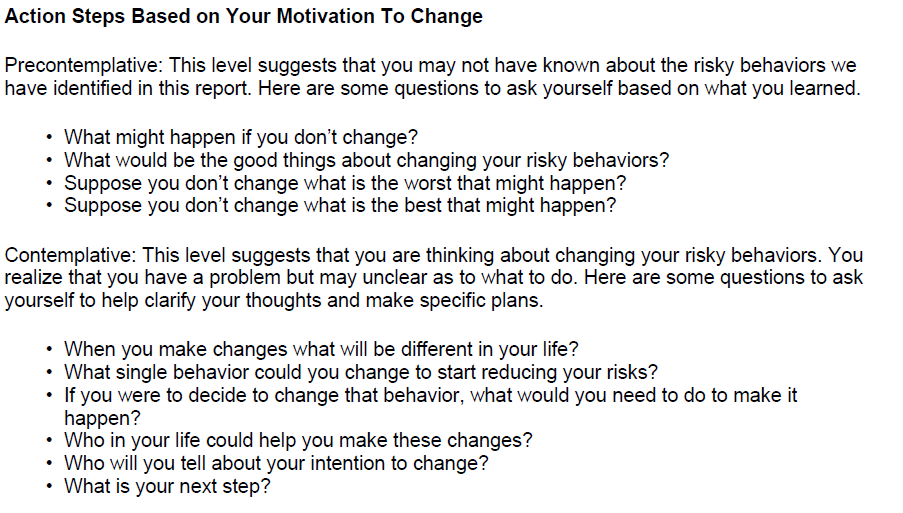 Action Steps Based on Your Motivation To Change
Precontemplative: This level suggests that you may not have known about the risky behaviors we
have identified in this report. Here are some questions to ask yourself based on what you learned.
• What might happen if you don't change?
• What would be the good things about changing your risky behaviors?
• Suppose you don't change what is the worst that might happen?
• Suppose you don't change what is the best that might happen?
Contemplative: This level suggests that you are thinking about changing your risky behaviors. You
realize that you have a problem but may unclear as to what to do. Here are some questions to ask
yourself to help clarify your thoughts and make specific plans.
• When you make changes what will be different in your life?
• What single behavior could you change to start reducing your risks?
• If you were to decide to change that behavior, what would you need to do to make it
happen?
• Who in your life could help you make these changes?
• Who will you tell about your intention to change?
• What is your next step?